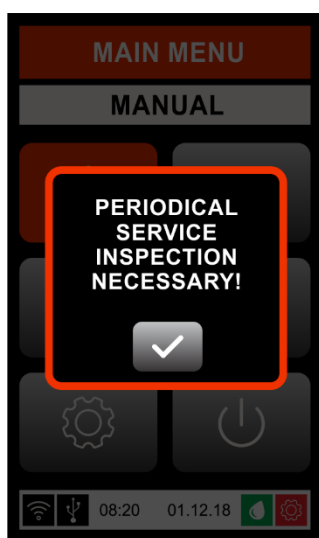 MAIN MENU
MANUAL
PERIODICAL
SERVICE
INSPECTION
NECESSARY!
08:20 01.12.18